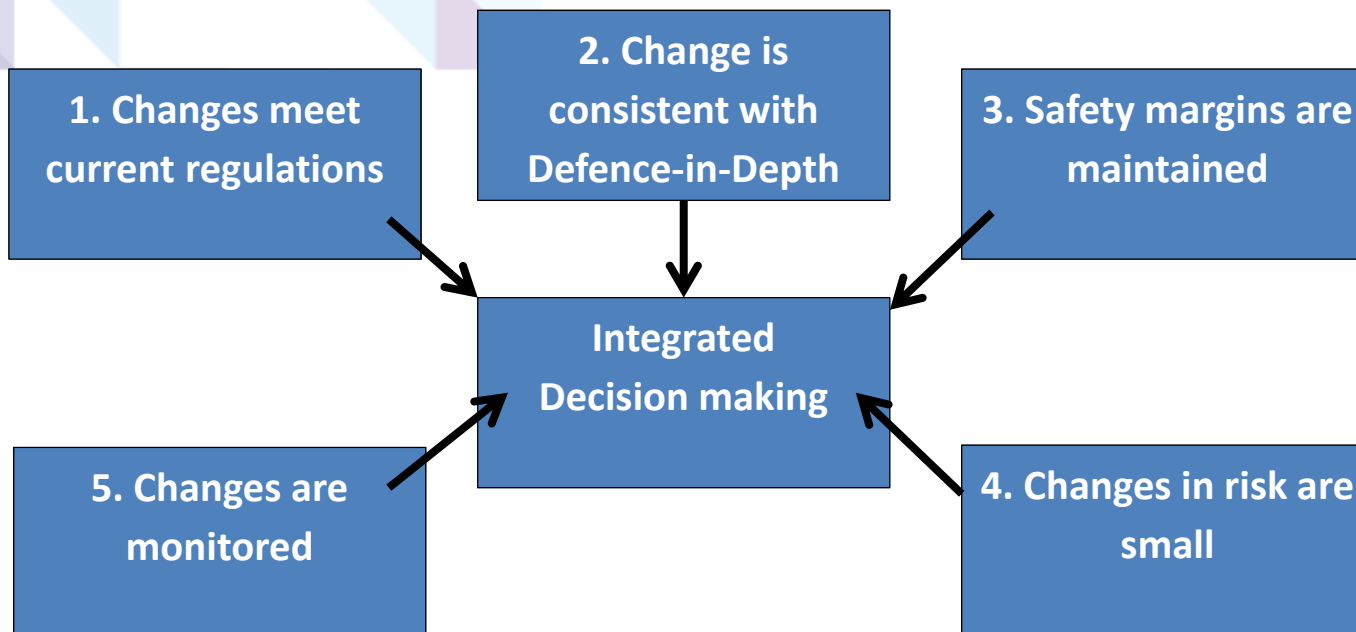 1. Changes meet
current regulations
2. Change is
consistent with
Defence-in-Depth
3. Safety margins are
maintained
Integrated
Decision making
5. Changes are
monitored
4. Changes in risk are
small